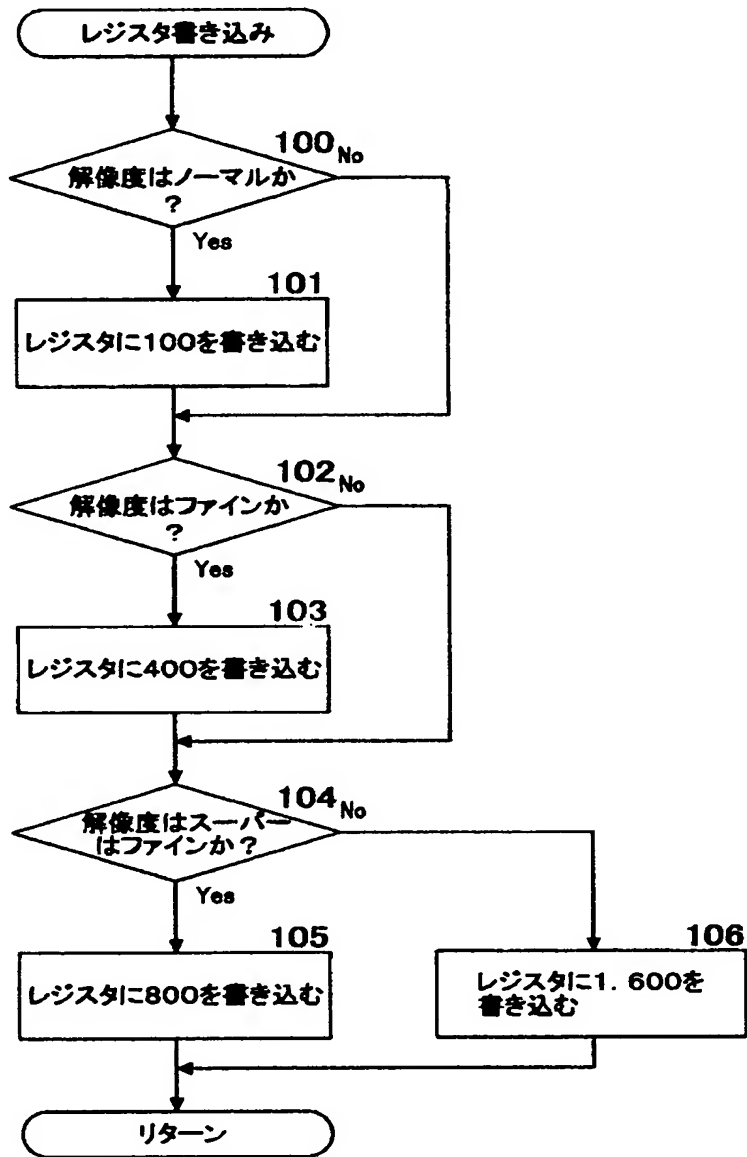 レジスタ書き込み
100
No
解像度はノーマルか
?
Yes
101
レジスタに100を書き込む
102
No
解像度はファインか
?
Yes
103
レジスタに400を書き込む
104
No
解像度はスーパー
はファインか?
Yes
105
レジスタに800を書き込む
106
レジスタに1.600を
書き込む
リターン